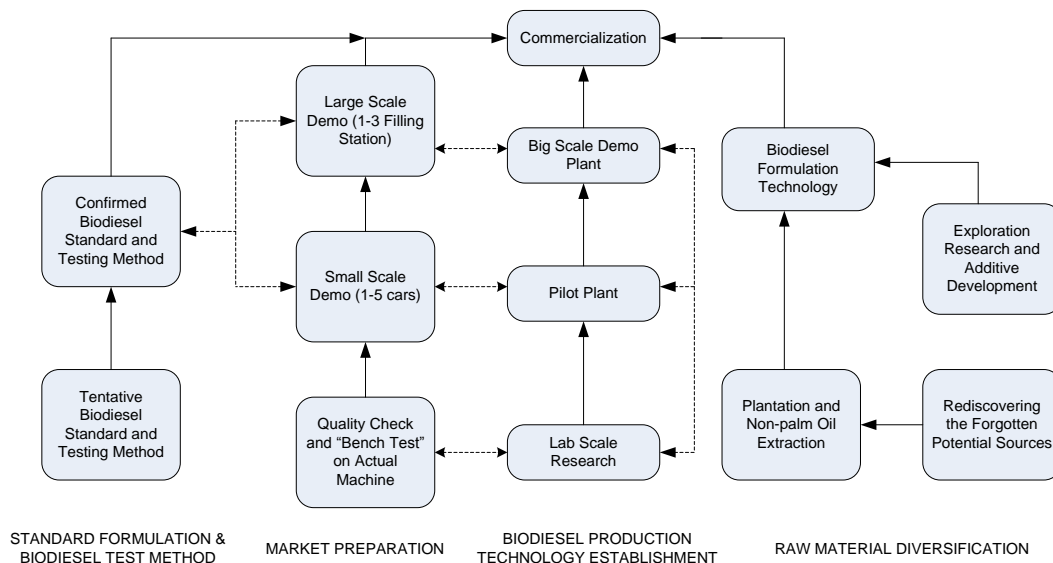 Commercialization
Large Scale
Demo (1-3 Filling
Station)
Big Scale Demo
Plant
Biodiesel
Formulation
Technology
Confirmed
Biodiesel
Standard and
Testing Method
Small Scale
Demo (1-5 cars)
Pilot Plant
Exploration
Research and
Additive
Development
Tentative
Biodiesel
Standard and
Testing Method
Quality Check
and “Bench Test”
on Actual
Machine
Lab Scale
Research
Plantation and
Non-palm Oil
Extraction
Rediscovering
the Forgotten
Potential Sources
STANDARD FORMULATION &
BIODIESEL TEST METHOD
MARKET PREPARATION
BIODIESEL PRODUCTION
TECHNOLOGY ESTABLISHMENT
RAW MATERIAL DIVERSIFICATION